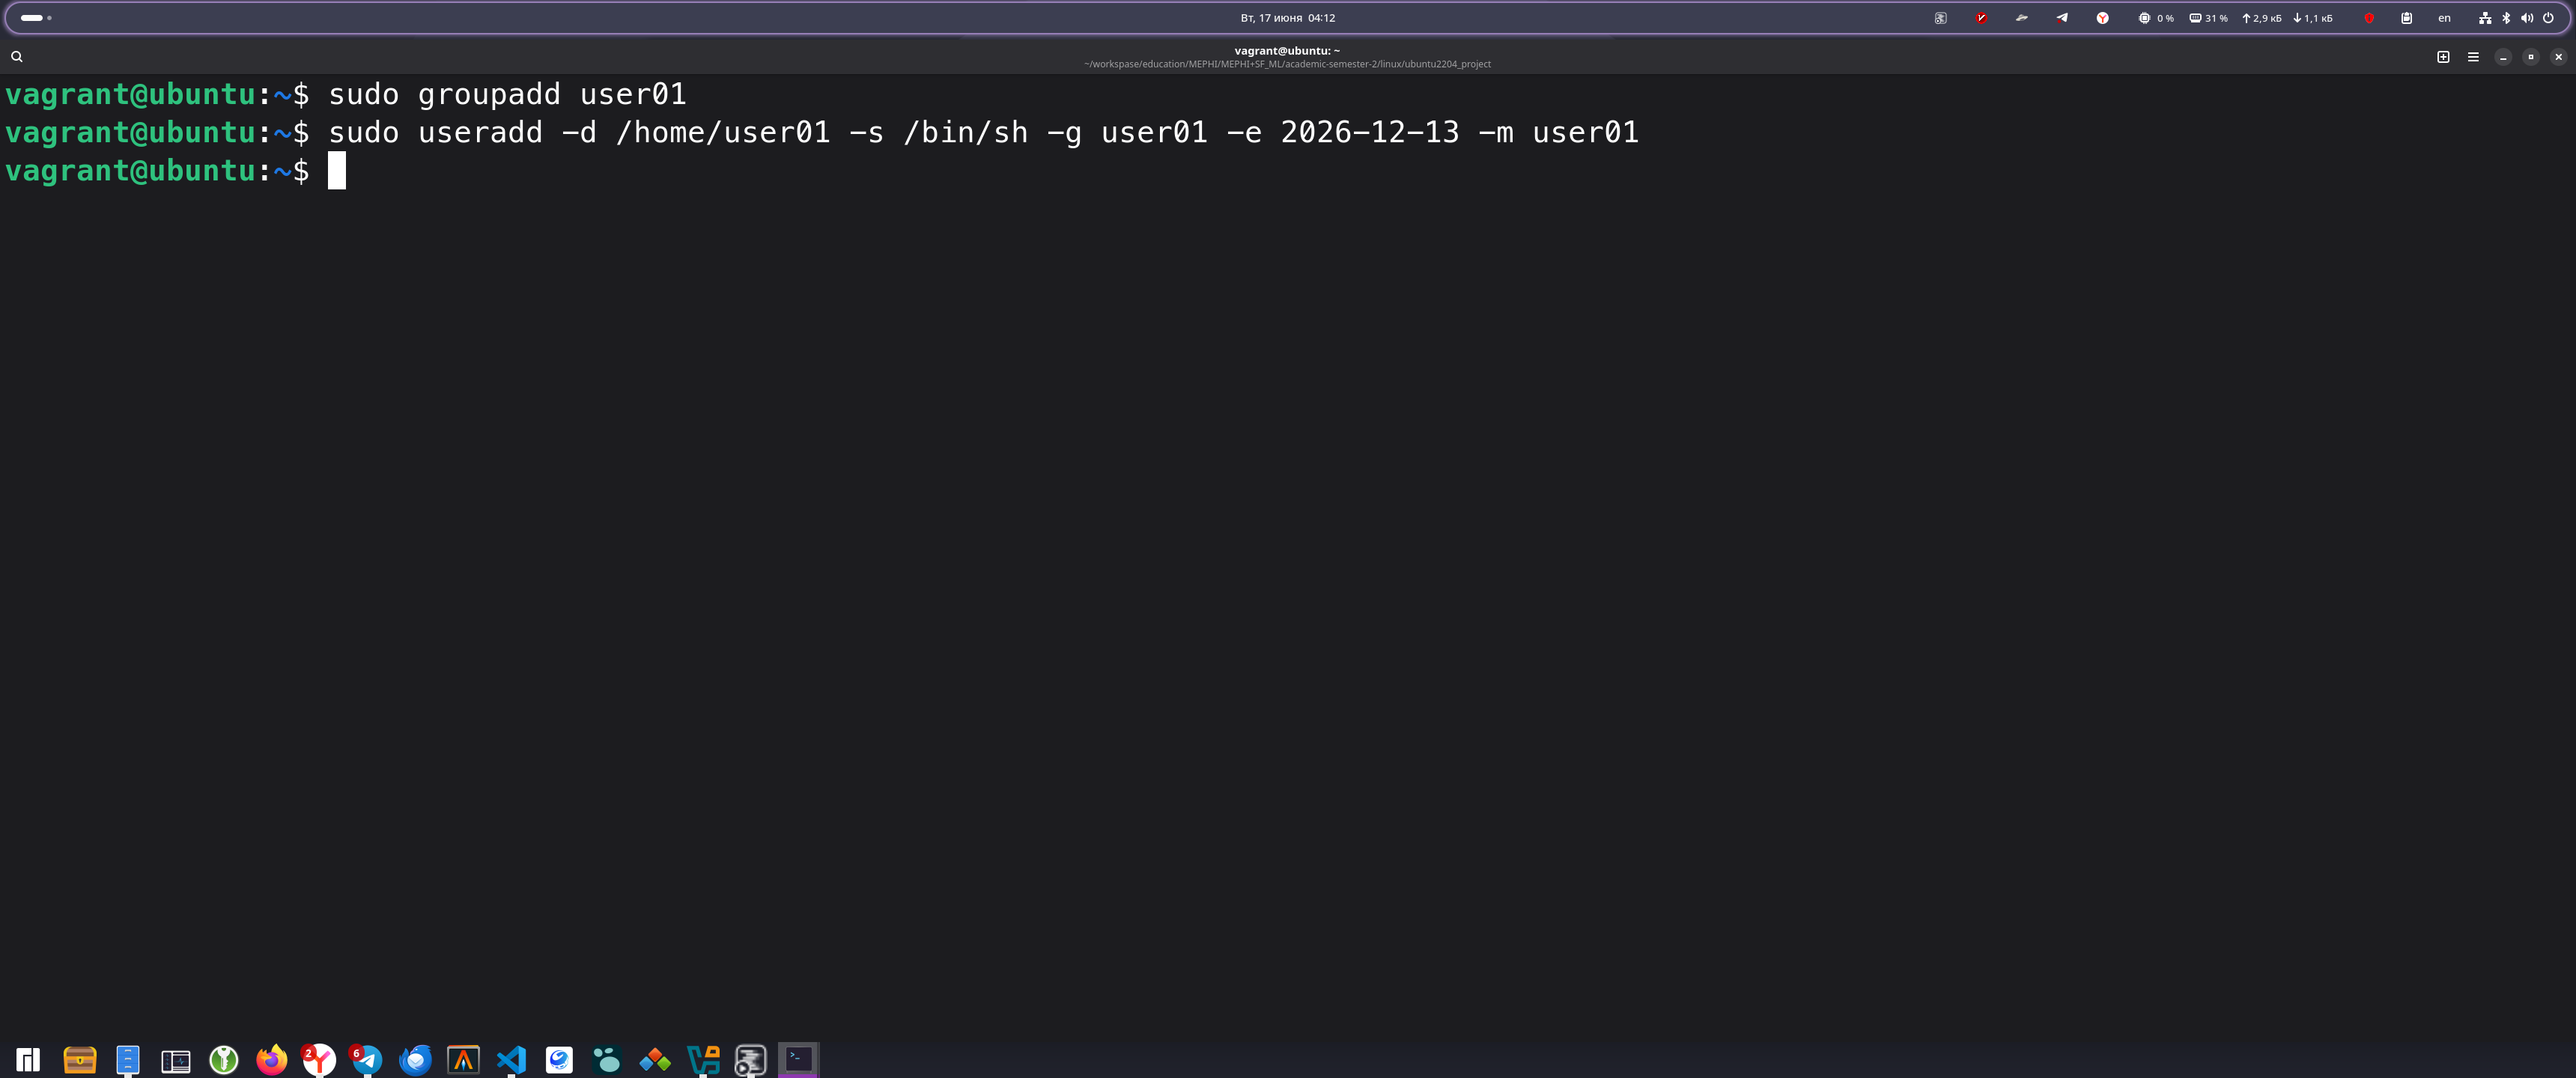 Вт, 17 июня 04:12
0 % 31 % 2,9 кБ 1,1 кБ en
vagrant@ubuntu: ~
~/workspase/education/MEPHI/MEPHI+SF_ML/academic-semester-2/linux/ubuntu2204_project
vagrant@ubuntu:~$ sudo groupadd user01
vagrant@ubuntu:~$ sudo useradd -d /home/user01 -s /bin/sh -g user01 -e 2026-12-13 -m user01
vagrant@ubuntu:~$
2 6